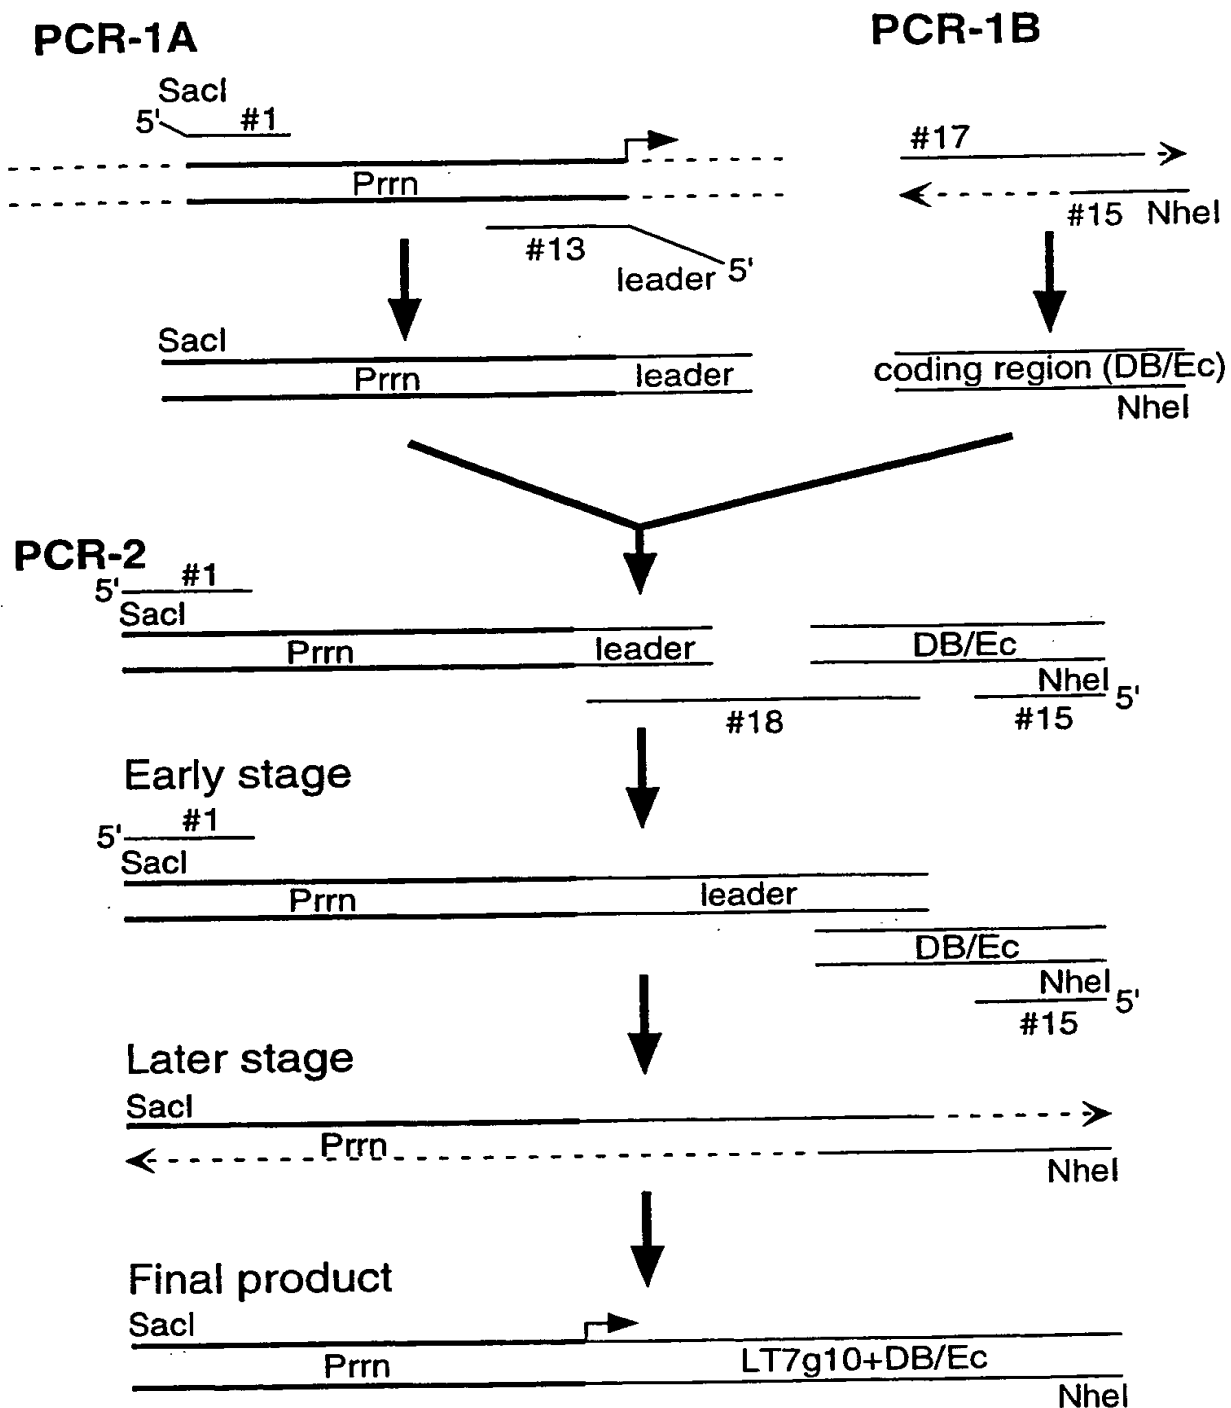 PCR-1A
PCR-1B
SacI
5' #1
#17
Prrn
#15 NheI
#13
leader 5'
SacI
Prrn leader
coding region (DB/Ec)
NheI
PCR-2
5' #1
SacI
Prrn leader DB/Ec
NheI 5'
#18 #15
Early stage
5' #1
SacI
Prrn leader
DB/Ec
NheI 5'
#15
Later stage
SacI
Prrn
NheI
Final product
SacI
Prrn LT7g10+DB/Ec
NheI